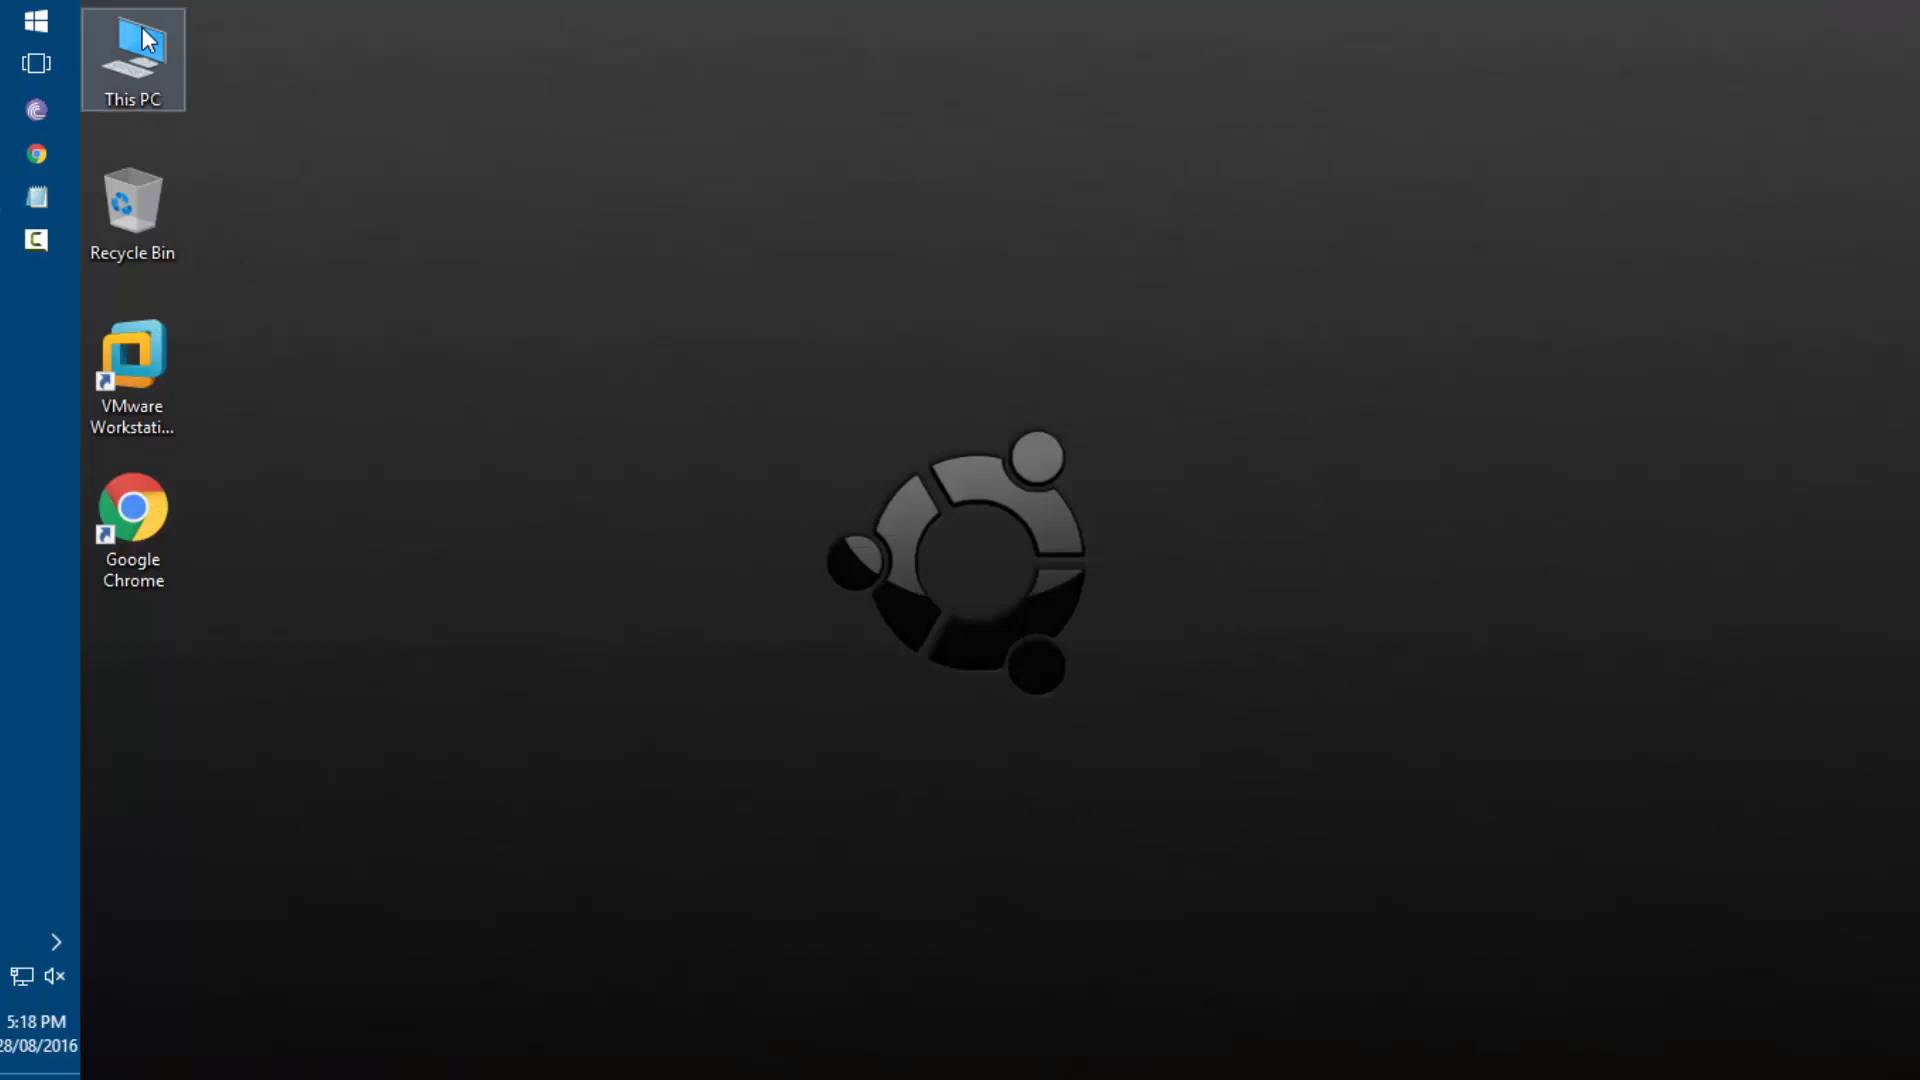 This PC
Recycle Bin
VMware
Workstati...
Google
Chrome
5:18 PM
28/08/2016